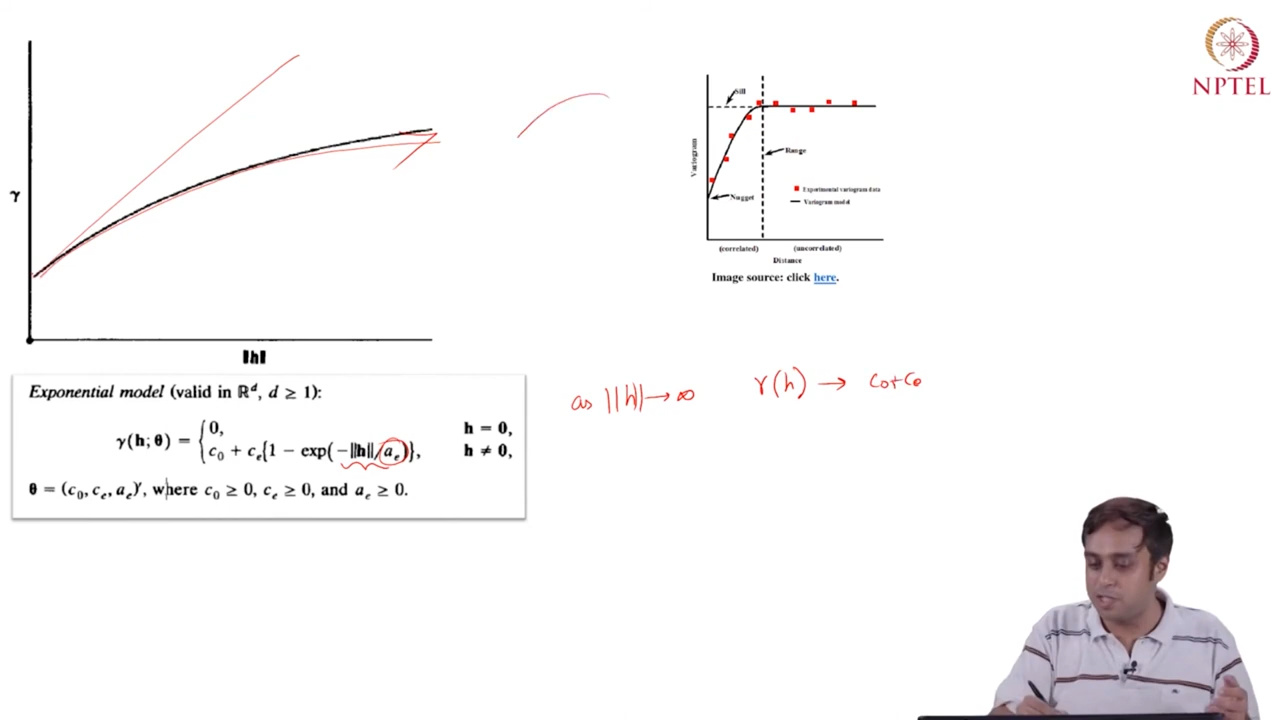 NPTEL
γ
‖h‖
Sill
Variogram
Range
Nugget
Experimental variogram data
Variogram model
(correlated) (uncorrelated)
Distance
Image source: click here.
Exponential model (valid in ℝᵈ, d ≥ 1):
γ(h; θ) = {0, h = 0,
c₀ + cₑ{1 − exp(−‖h‖/aₑ)}, h ≠ 0,
θ = (c₀, cₑ, aₑ)′, where c₀ ≥ 0, cₑ ≥ 0, and aₑ ≥ 0.
as ||h|| → ∞ γ(h) → c₀+cₑ